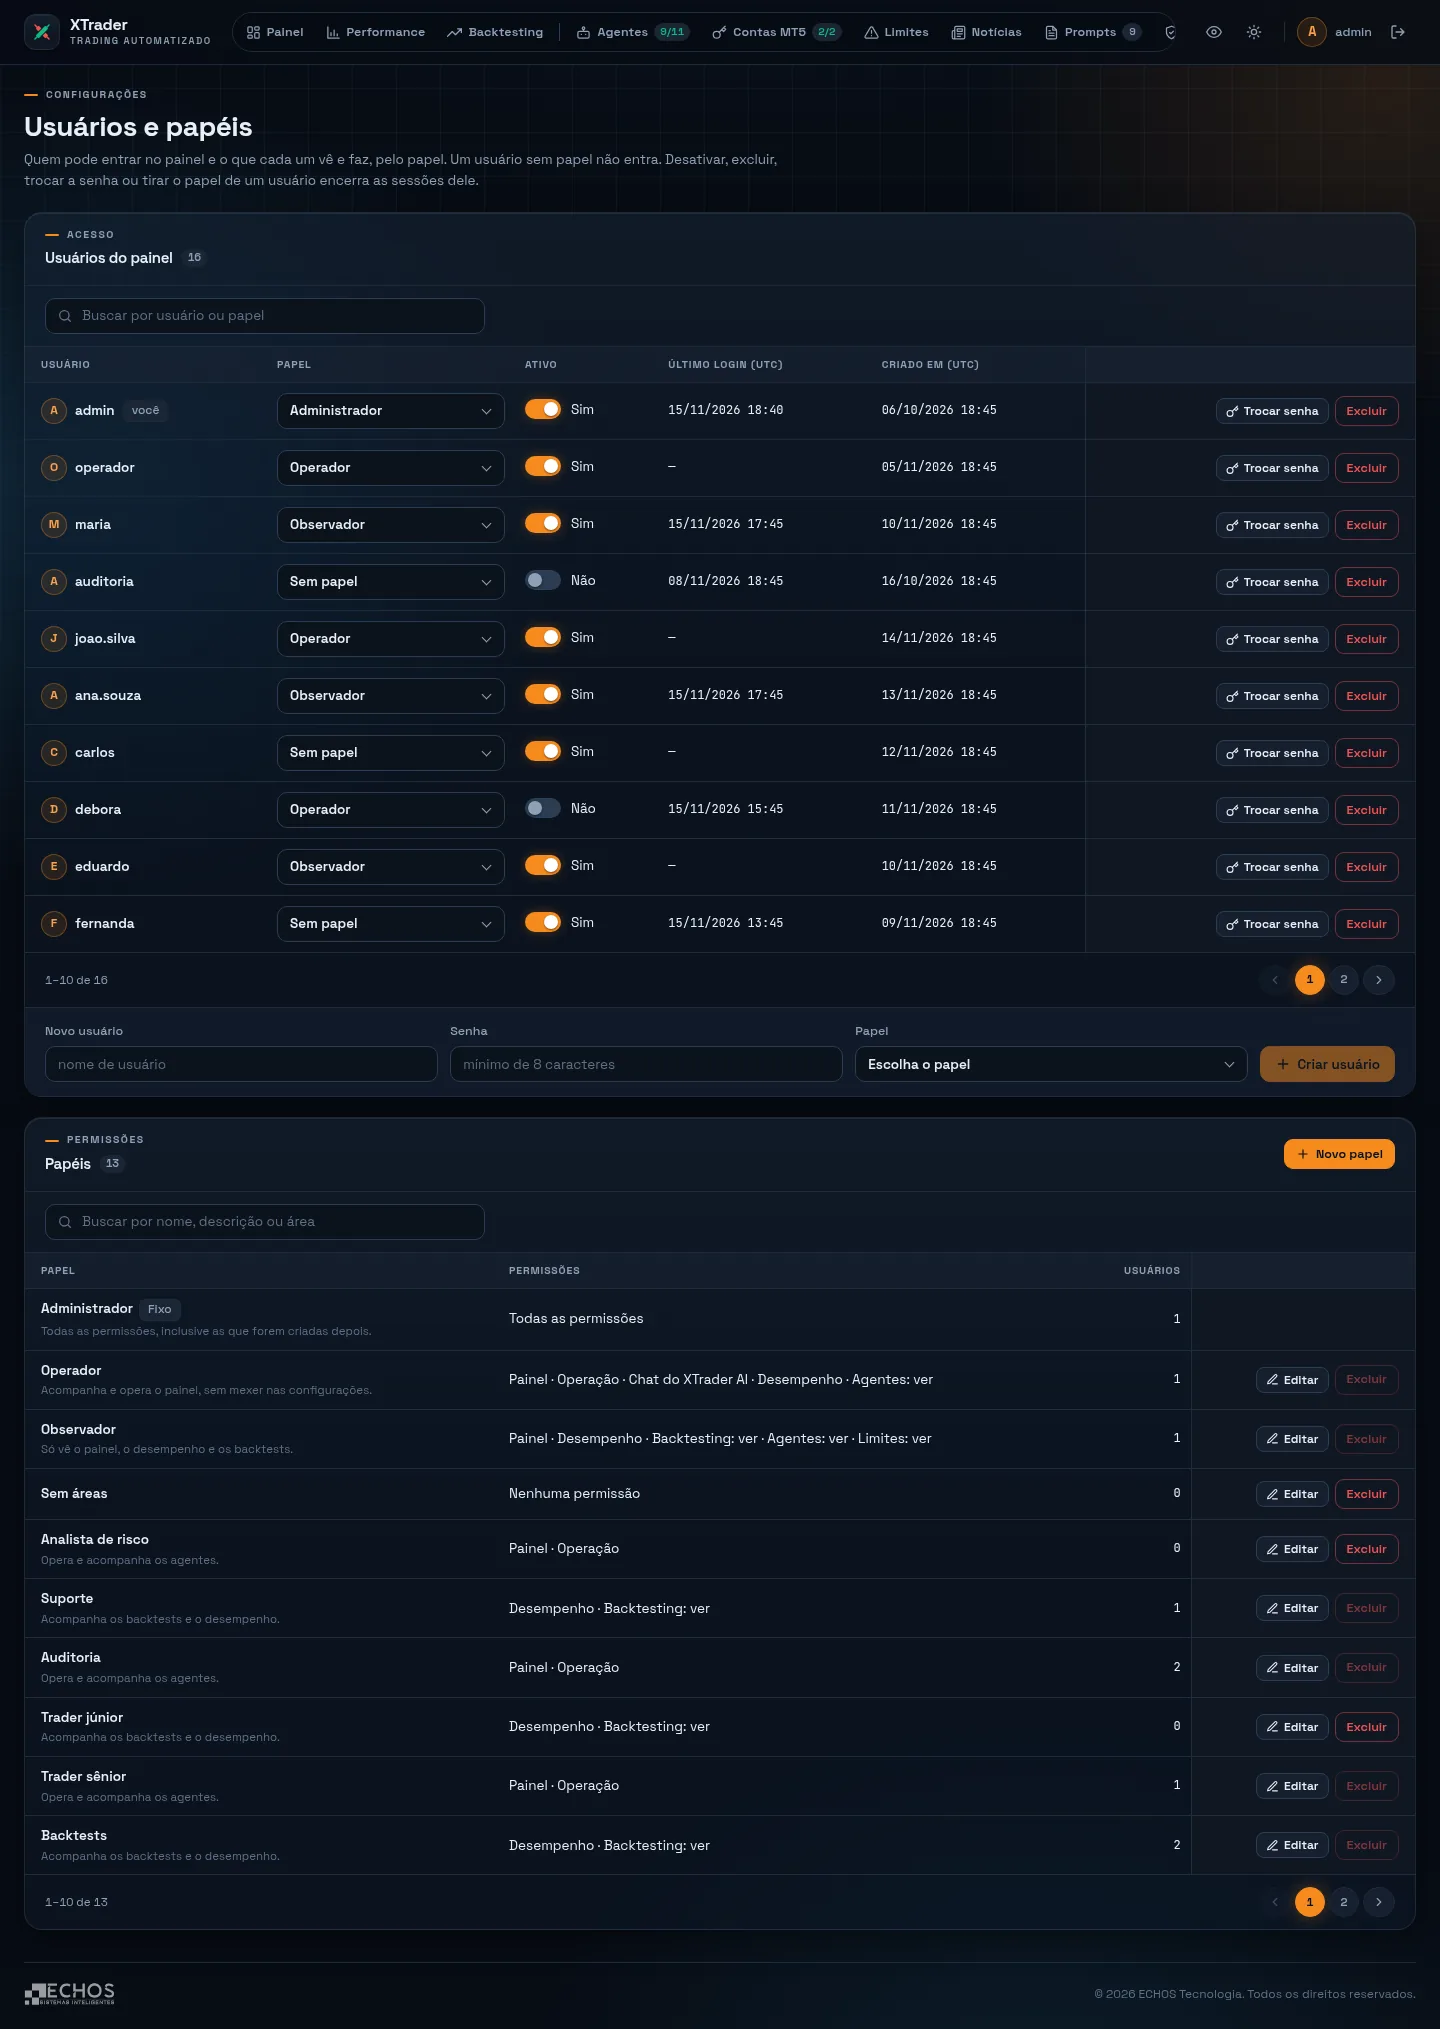 XTrader
TRADING AUTOMATIZADO
Painel
Performance
Backtesting
Agentes 9/11
Contas MT5 2/2
Limites
Notícias
Prompts 9
A admin
CONFIGURAÇÕES
Usuários e papéis
Quem pode entrar no painel e o que cada um vê e faz, pelo papel. Um usuário sem papel não entra. Desativar, excluir,
trocar a senha ou tirar o papel de um usuário encerra as sessões dele.
ACESSO
Usuários do painel 16
Buscar por usuário ou papel
USUÁRIO PAPEL ATIVO ÚLTIMO LOGIN (UTC) CRIADO EM (UTC)
A admin você Administrador Sim 15/11/2026 18:40 06/10/2026 18:45 Trocar senha Excluir
O operador Operador Sim — 05/11/2026 18:45 Trocar senha Excluir
M maria Observador Sim 15/11/2026 17:45 10/11/2026 18:45 Trocar senha Excluir
A auditoria Sem papel Não 08/11/2026 18:45 16/10/2026 18:45 Trocar senha Excluir
J joao.silva Operador Sim — 14/11/2026 18:45 Trocar senha Excluir
A ana.souza Observador Sim 15/11/2026 17:45 13/11/2026 18:45 Trocar senha Excluir
C carlos Sem papel Sim — 12/11/2026 18:45 Trocar senha Excluir
D debora Operador Não 15/11/2026 15:45 11/11/2026 18:45 Trocar senha Excluir
E eduardo Observador Sim — 10/11/2026 18:45 Trocar senha Excluir
F fernanda Sem papel Sim 15/11/2026 13:45 09/11/2026 18:45 Trocar senha Excluir
1–10 de 16 1 2
Novo usuário Senha Papel
nome de usuário mínimo de 8 caracteres Escolha o papel Criar usuário
PERMISSÕES
Papéis 13
Novo papel
Buscar por nome, descrição ou área
PAPEL PERMISSÕES USUÁRIOS
Administrador Fixo Todas as permissões 1
Todas as permissões, inclusive as que forem criadas depois.
Operador Painel · Operação · Chat do XTrader AI · Desempenho · Agentes: ver 1 Editar Excluir
Acompanha e opera o painel, sem mexer nas configurações.
Observador Painel · Desempenho · Backtesting: ver · Agentes: ver · Limites: ver 1 Editar Excluir
Só vê o painel, o desempenho e os backtests.
Sem áreas Nenhuma permissão 0 Editar Excluir
Analista de risco Painel · Operação 0 Editar Excluir
Opera e acompanha os agentes.
Suporte Desempenho · Backtesting: ver 1 Editar Excluir
Acompanha os backtests e o desempenho.
Auditoria Painel · Operação 2 Editar Excluir
Opera e acompanha os agentes.
Trader júnior Desempenho · Backtesting: ver 0 Editar Excluir
Acompanha os backtests e o desempenho.
Trader sênior Painel · Operação 1 Editar Excluir
Opera e acompanha os agentes.
Backtests Desempenho · Backtesting: ver 2 Editar Excluir
Acompanha os backtests e o desempenho.
1–10 de 13 1 2
ECHOS
SISTEMAS INTELIGENTES
© 2026 ECHOS Tecnologia. Todos os direitos reservados.